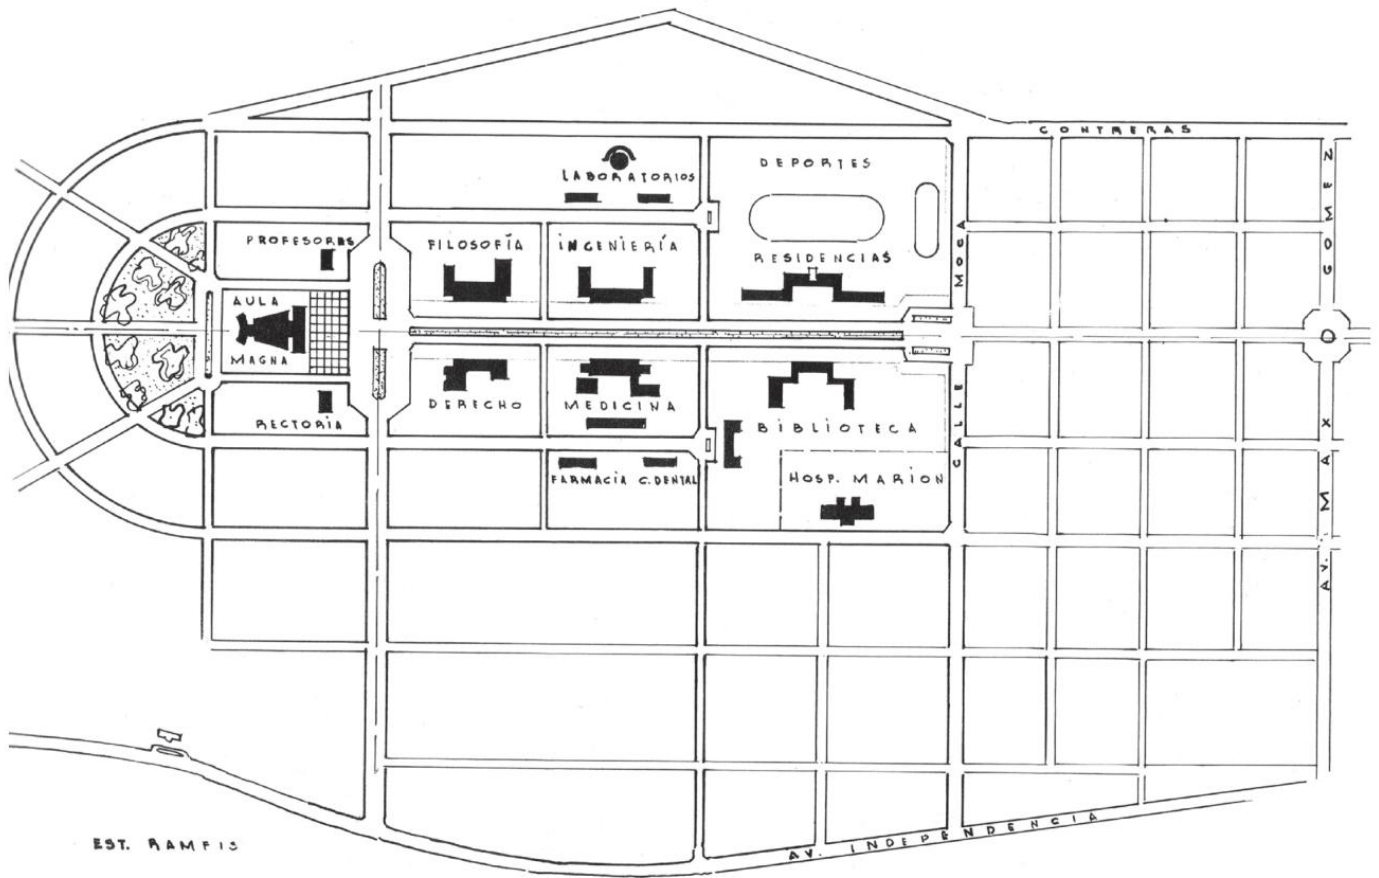 CONTRERAS
LABORATORIOS
DEPORTES
PROFESORES
FILOSOFÍA
INGENIERÍA
RESIDENCIAS
MOCA
GOMEZ
AULA
MAGNA
RECTORÍA
DERECHO
MEDICINA
BIBLIOTECA
CALLE
FARMACIA C. DENTAL
HOSP. MARION
AV. MAX
AV. INDEPENDENCIA
EST. RAMFIS